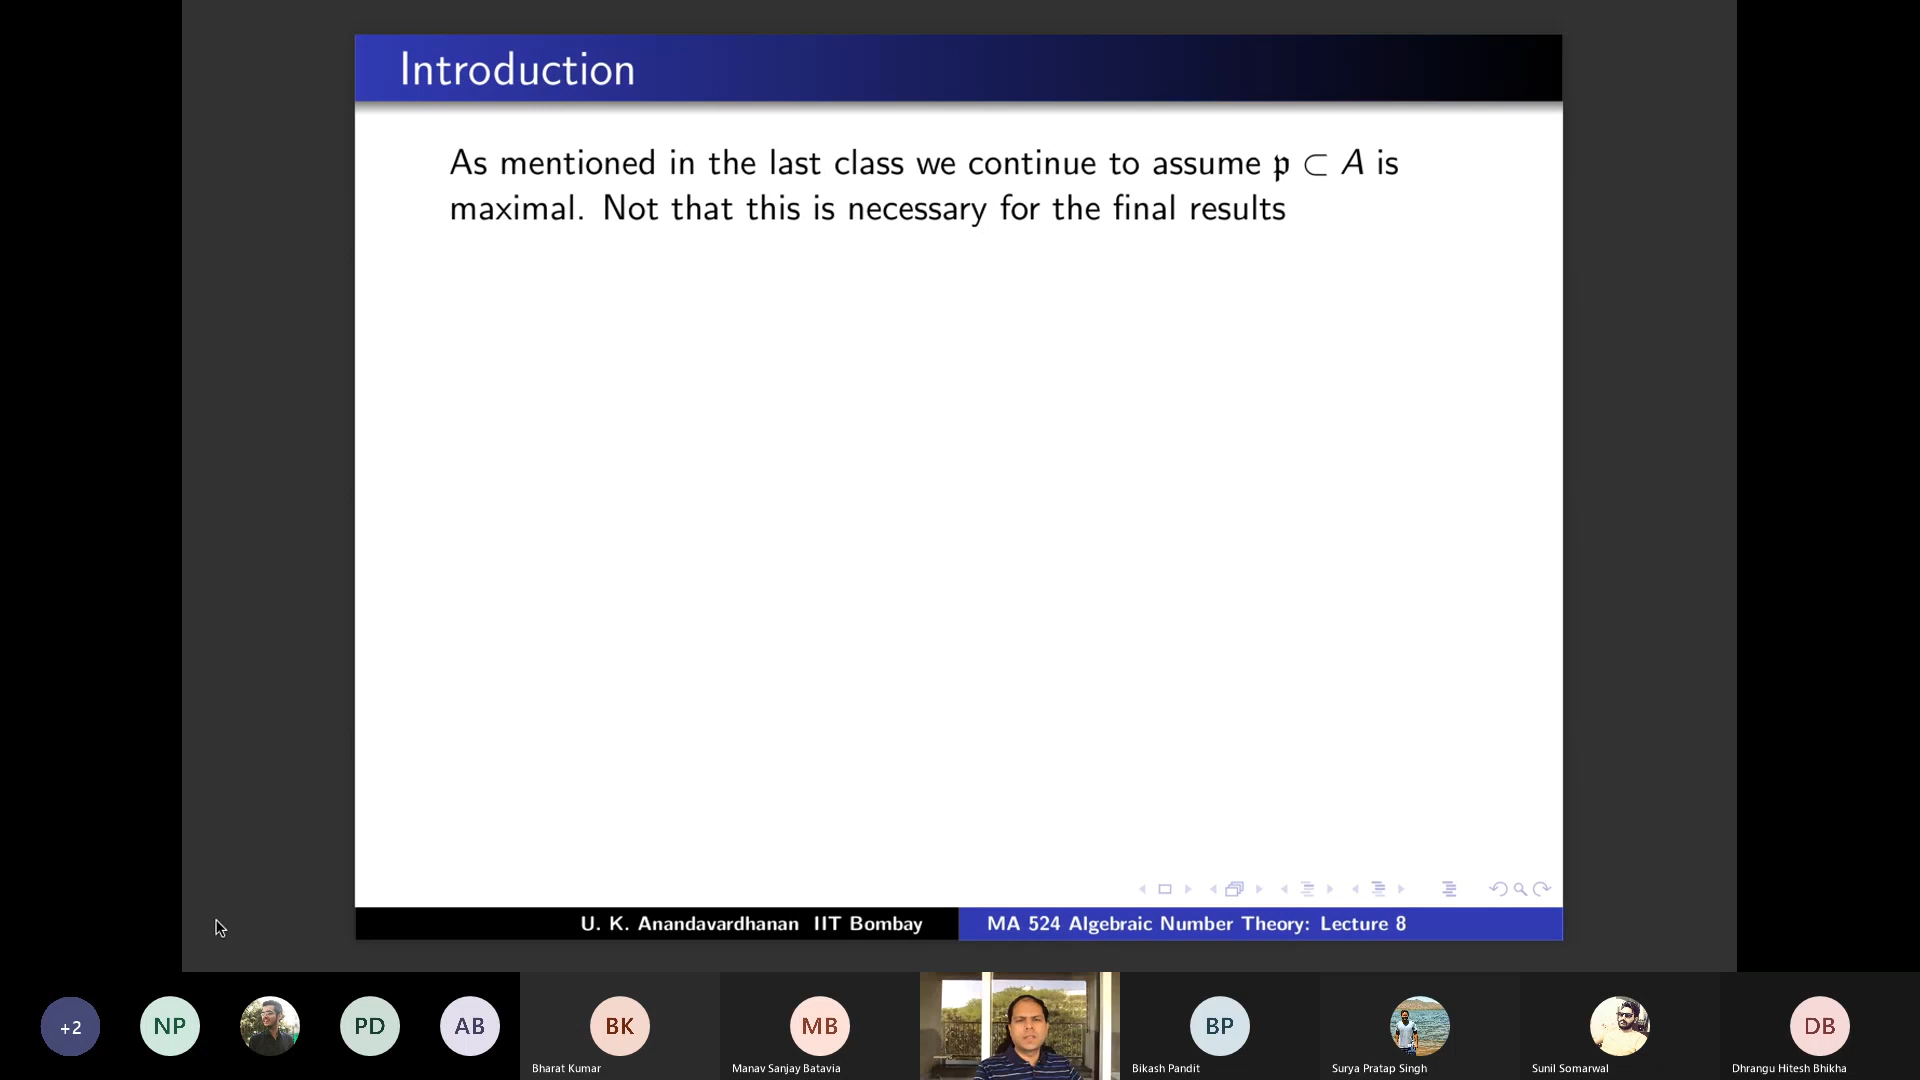 Introduction
As mentioned in the last class we continue to assume 𝔭 ⊂ A is
maximal. Not that this is necessary for the final results
U. K. Anandavardhanan IIT Bombay
MA 524 Algebraic Number Theory: Lecture 8
+2
NP
PD
AB
BK
MB
BP
DB
Bharat Kumar
Manav Sanjay Batavia
Bikash Pandit
Surya Pratap Singh
Sunil Somarwal
Dhrangu Hitesh Bhikha